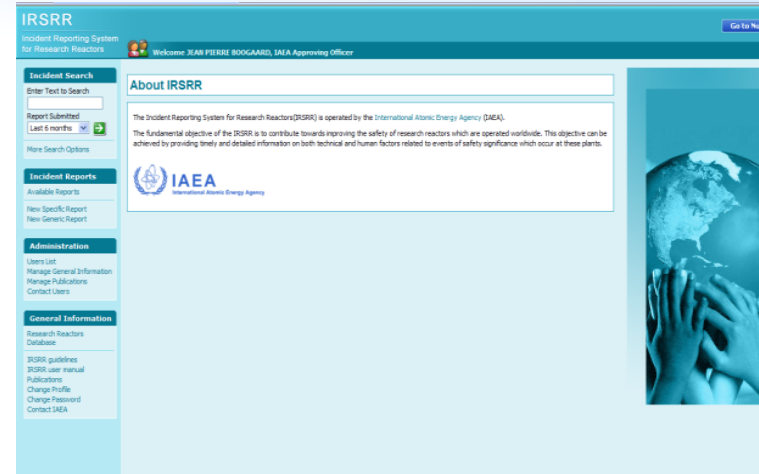 IRSRR
Incident Reporting System
for Research Reactors
Go to
Welcome JEAN PIERRE BOOGAARD, IAEA Approving Officer
Incident Search
Enter Text to Search
Report Submitted
Last 6 months
More Search Options
Incident Reports
Available Reports
New Specific Report
New Generic Report
Administration
Users List
Manage General Information
Manage Publications
Contact Users
General Information
Research Reactors
Database
IRSRR guidelines
IRSRR user manual
Publications
Change Profile
Change Password
Contact IAEA
About IRSRR
The Incident Reporting System for Research Reactors(IRSRR) is operated by the International Atomic Energy Agency (IAEA).
The fundamental objective of the IRSRR is to contribute towards improving the safety of research reactors which are operated worldwide. This objective can be
achieved by providing timely and detailed information on both technical and human factors related to events of safety significance which occur at these plants.
IAEA
International Atomic Energy Agency